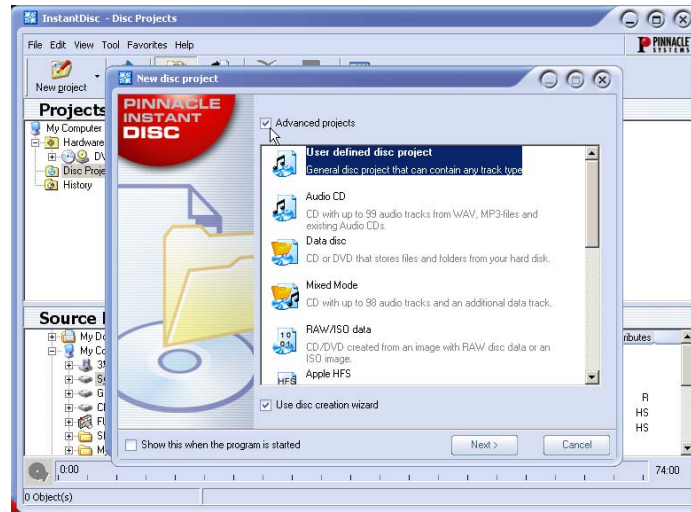 InstantDisc - Disc Projects
File Edit View Tool Favorites Help
PINNACLE
SYSTEMS
New project
New disc project
Projects
PINNACLE
INSTANT
DISC
Advanced projects
My Computer
Hardware
DV
Disc Proje
History
User defined disc project
General disc project that can contain any track type
Audio CD
CD with up to 99 audio tracks from WAV, MP3-files and
existing Audio CDs.
Data disc
CD or DVD that stores files and folders from your hard disk.
Mixed Mode
CD with up to 98 audio tracks and an additional data track.
RAW/ISO data
CD/DVD created from an image with RAW disc data or an
ISO image.
Apple HFS
Source
My Do
My Co
ributes
R
HS
HS
Use disc creation wizard
Show this when the program is started
Next >
Cancel
0:00
74:00
0 Object(s)